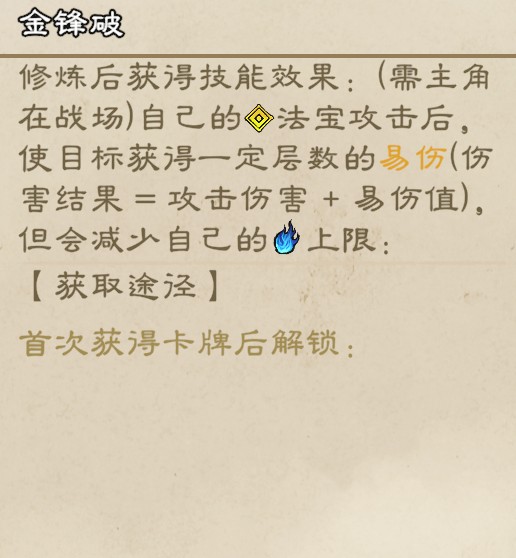 金锋破
修炼后获得技能效果：(需主角
在战场)自己的法宝攻击后，
使目标获得一定层数的易伤(伤
害结果 = 攻击伤害 + 易伤值)，
但会减少自己的上限：
【获取途径】
首次获得卡牌后解锁：